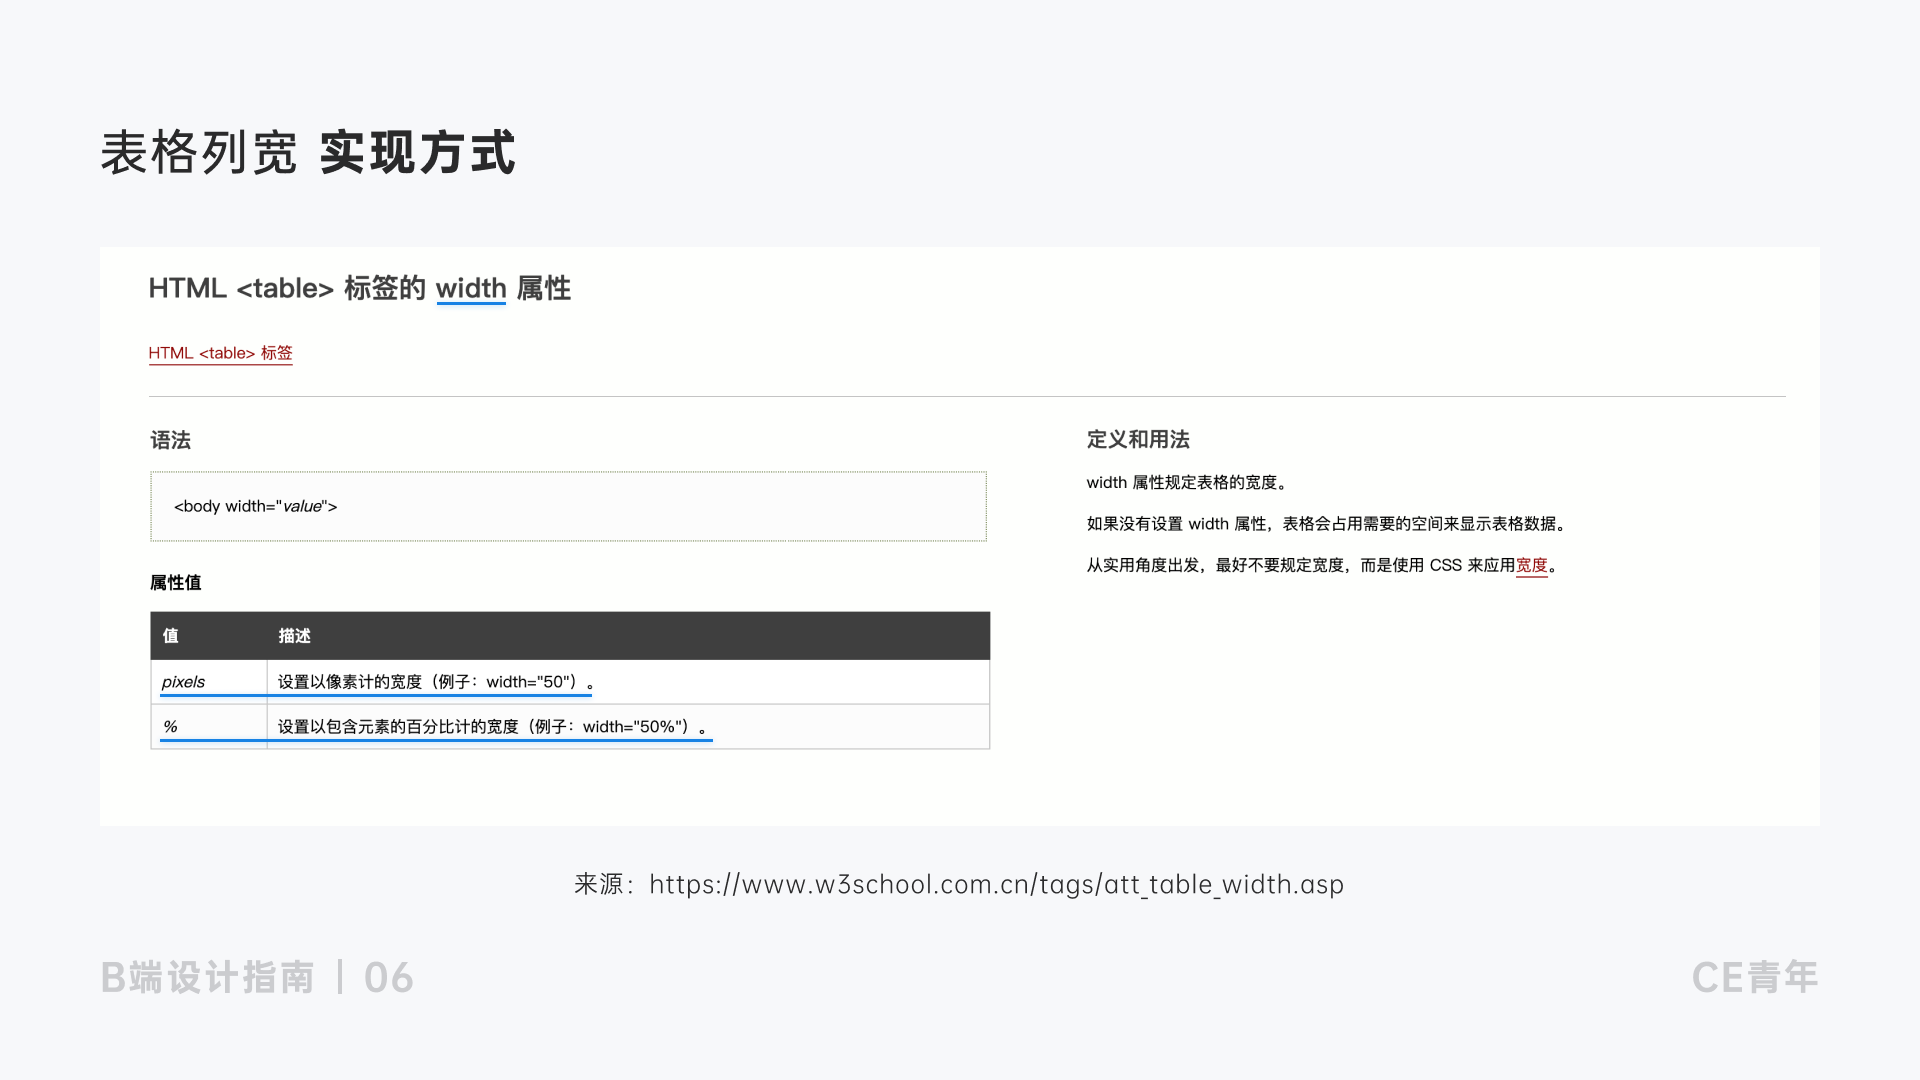 表格列宽 实现方式
HTML <table> 标签的 width 属性
HTML <table> 标签
语法
<body width="value">
属性值
值 描述
pixels 设置以像素计的宽度（例子：width="50"）。
% 设置以包含元素的百分比计的宽度（例子：width="50%"）。
定义和用法
width 属性规定表格的宽度。
如果没有设置 width 属性，表格会占用需要的空间来显示表格数据。
从实用角度出发，最好不要规定宽度，而是使用 CSS 来应用宽度。
来源：https://www.w3school.com.cn/tags/att_table_width.asp
B端设计指南 | 06
CE青年